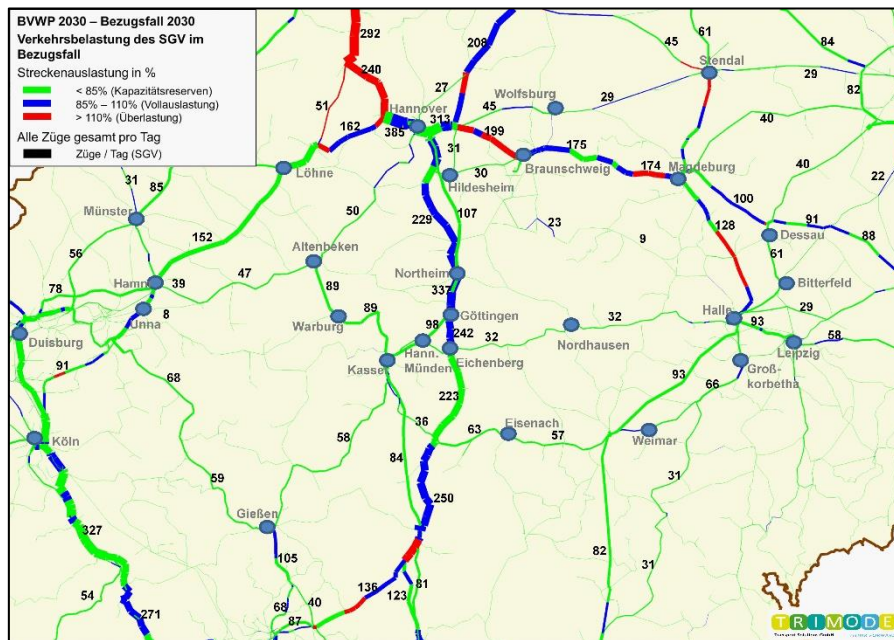 BVWP 2030 – Bezugsfall 2030
Verkehrsbelastung des SGV im
Bezugsfall
Streckenauslastung in %
< 85% (Kapazitätsreserven)
85% – 110% (Vollauslastung)
> 110% (Überlastung)
Alle Züge gesamt pro Tag
Züge / Tag (SGV)
292
208
61
84
45
Stendal
240
29
82
27
Wolfsburg
51
Hannover
45
29
40
162
385
313
199
31
175
Löhne
30
Braunschweig
174
Magdeburg
40
31
85
Hildesheim
22
Münster
50
107
100
229
23
91
152
128
Dessau
56
Altenbeken
9
88
61
Hamm
47
Northeim
78
39
89
337
Bitterfeld
8
89
Göttingen
32
Halle
29
Unna
Warburg
98
242
32
93
58
Duisburg
Hann.
Münden
Nordhausen
Leipzig
91
Kassel
Eichenberg
Groß-
korbetha
68
93
66
223
36
Eisenach
63
57
Weimar
Köln
58
84
31
59
250
Gießen
327
82
31
105
54
136
81
40
123
271
68
87
TRIMODE